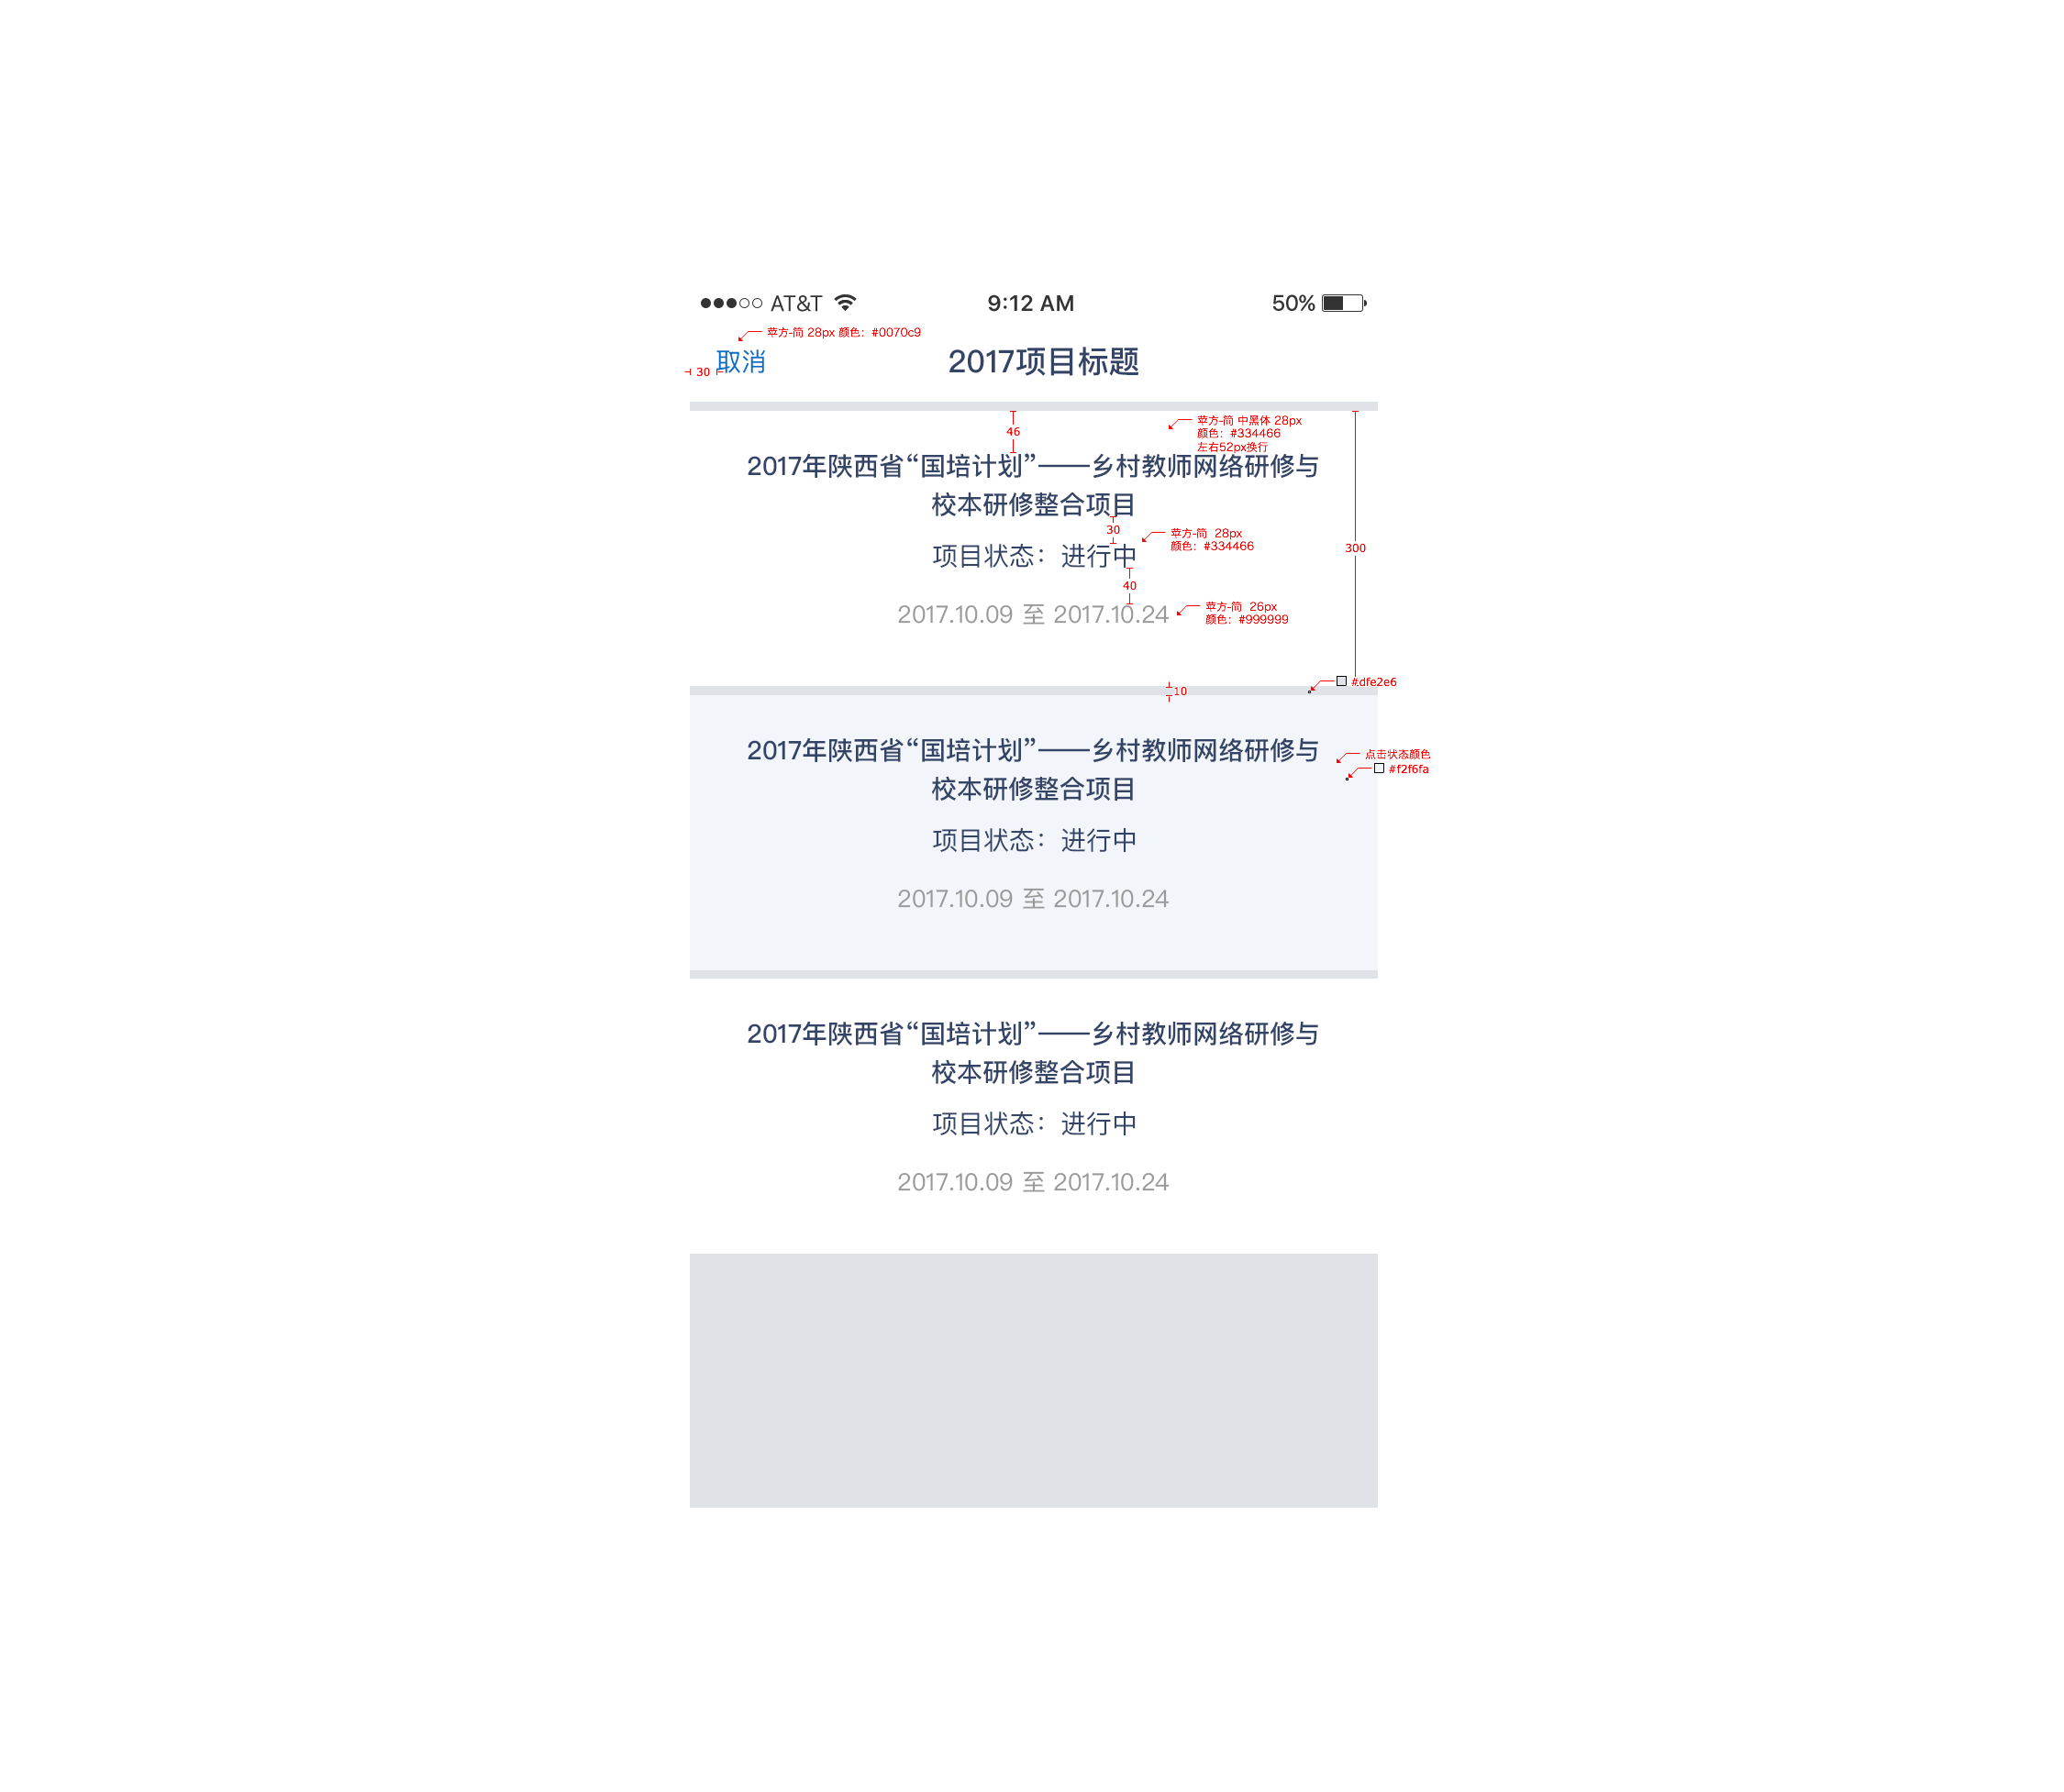 AT&T 9:12 AM 50%
苹方-简 28px 颜色：#0070c9
取消 2017项目标题
30
46
苹方-简 中黑体 28px
颜色：#334466
左右52px换行
2017年陕西省“国培计划”——乡村教师网络研修与
校本研修整合项目
30
苹方-简 28px
颜色：#334466
300
项目状态：进行中
40
苹方-简 26px
颜色：#999999
2017.10.09 至 2017.10.24
#dfe2e6
10
2017年陕西省“国培计划”——乡村教师网络研修与
点击状态颜色
#f2f6fa
校本研修整合项目
项目状态：进行中
2017.10.09 至 2017.10.24
2017年陕西省“国培计划”——乡村教师网络研修与
校本研修整合项目
项目状态：进行中
2017.10.09 至 2017.10.24